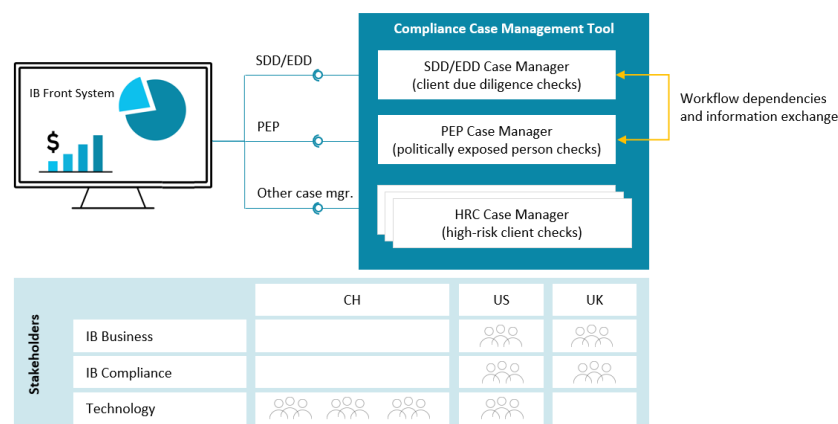 Compliance Case Management Tool
SDD/EDD
SDD/EDD Case Manager
(client due diligence checks)
IB Front System
$
Workflow dependencies
and information exchange
PEP
PEP Case Manager
(politically exposed person checks)
Other case mgr.
HRC Case Manager
(high-risk client checks)
Stakeholders
CH
US
UK
IB Business
IB Compliance
Technology